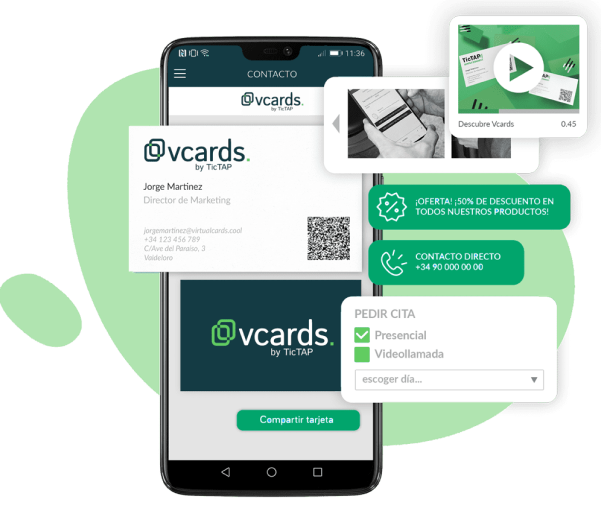 11:36
CONTACTO
vcards.
by TicTAP
vcards.
by TicTAP
Jorge Martinez
Director de Marketing
jorgemartinez@virtualcards.cool
+34 123 456 789
C/Ave del Paraiso, 3
Valdeloro
vcards.
by TicTAP
Compartir tarjeta
TicTAP
TicTAP
Descubre Vcards
0.45
¡OFERTA! ¡50% DE DESCUENTO EN
TODOS NUESTROS PRODUCTOS!
CONTACTO DIRECTO
+34 90 000 00 00
PEDIR CITA
Presencial
Videollamada
escoger día...